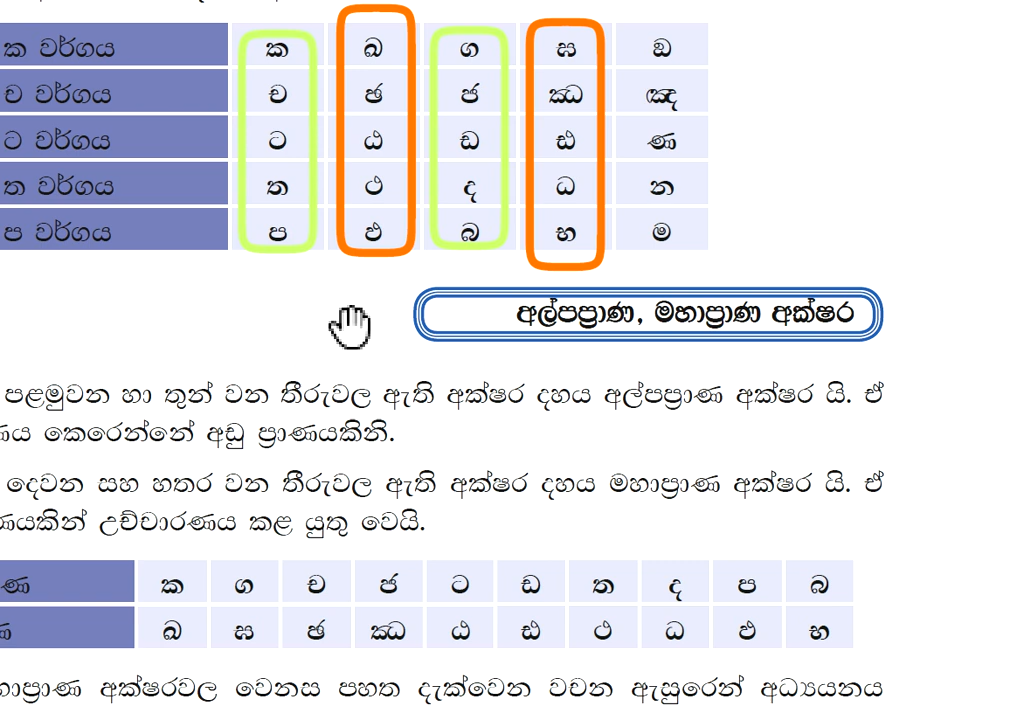 ක වර්ගය ක ඛ ග ඝ ඞ
ච වර්ගය ච ඡ ජ ඣ ඤ
ට වර්ගය ට ඨ ඩ ඪ ණ
ත වර්ගය ත ථ ද ධ න
ප වර්ගය ප ඵ බ භ ම
අල්පප්‍රාණ, මහාප්‍රාණ අක්ෂර
පළමුවන හා තුන් වන තීරුවල ඇති අක්ෂර දහය අල්පප්‍රාණ අක්ෂර යි. ඒ
කෙරෙන්නේ අඩු ප්‍රාණයකිනි.
දෙවන සහ හතර වන තීරුවල ඇති අක්ෂර දහය මහාප්‍රාණ අක්ෂර යි. ඒ
උච්චාරණය කළ යුතු වෙයි.
ක ග ච ජ ට ඩ ත ද ප බ
ඛ ඝ ඡ ඣ ඨ ඪ ථ ධ ඵ භ
අක්ෂරවල වෙනස පහත දැක්වෙන වචන ඇසුරෙන් අධ්‍යයනය